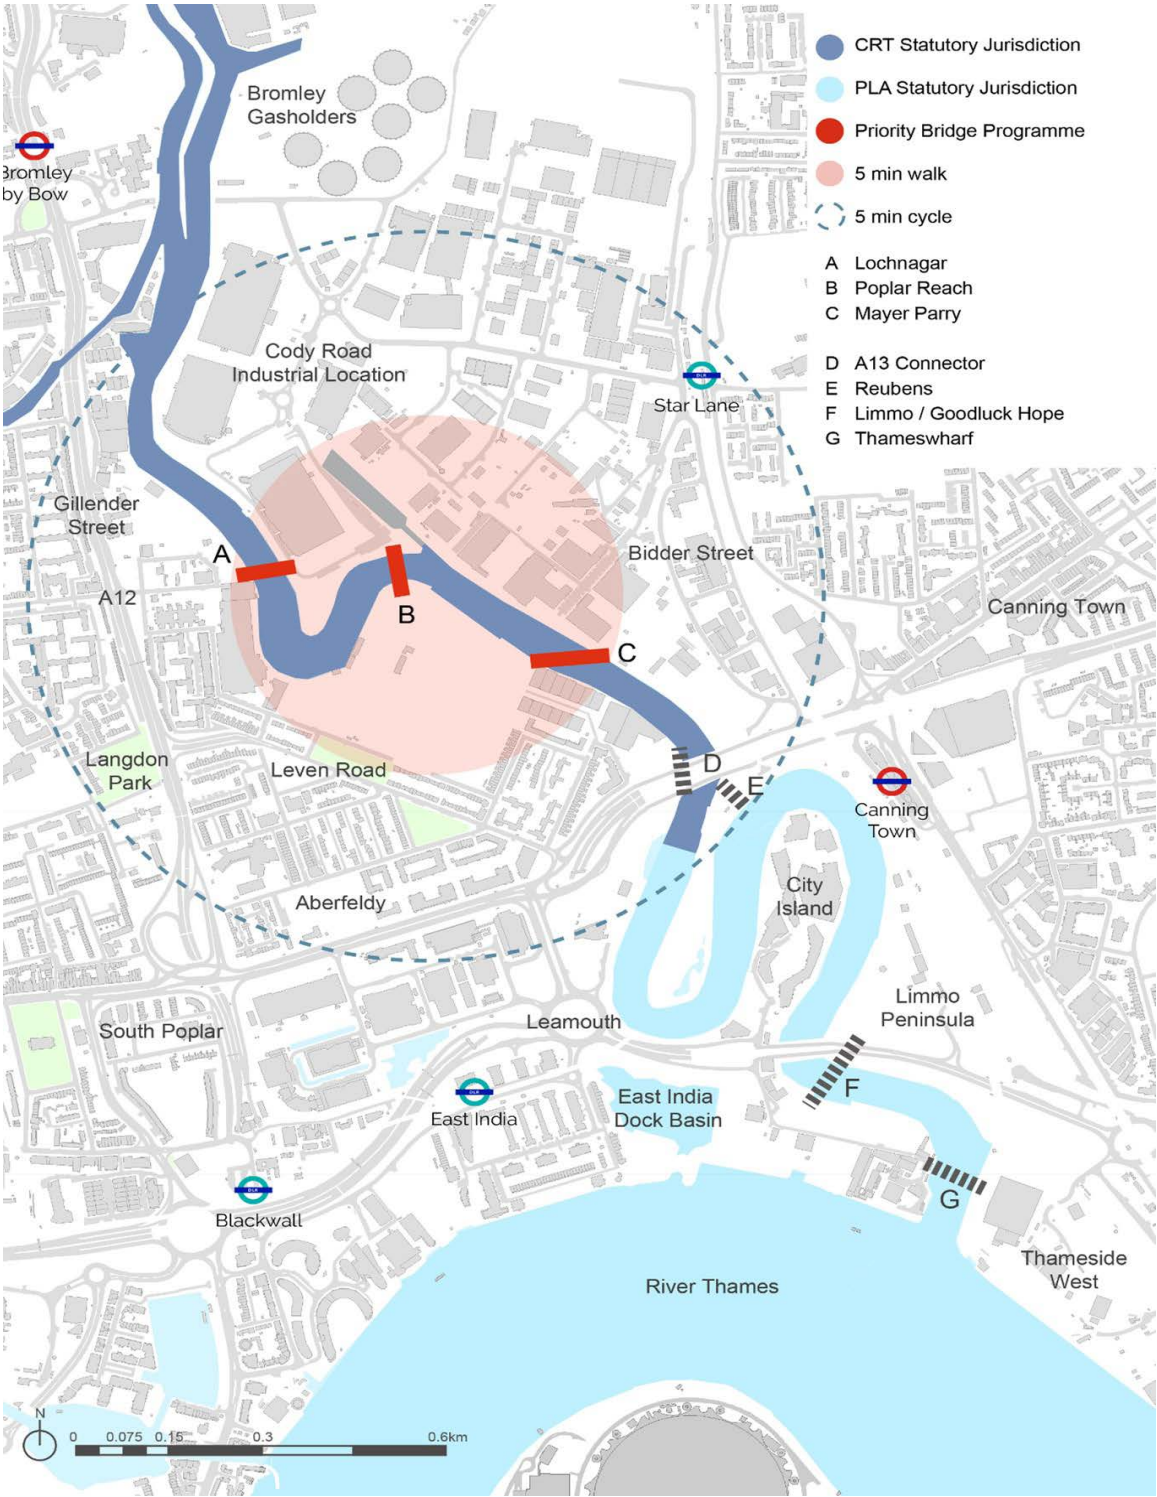 CRT Statutory Jurisdiction
PLA Statutory Jurisdiction
Priority Bridge Programme
5 min walk
5 min cycle
A Lochnagar
B Poplar Reach
C Mayer Parry
D A13 Connector
E Reubens
F Limmo / Goodluck Hope
G Thameswharf
Bromley
Gasholders
Bromley
by Bow
Cody Road
Industrial Location
Star Lane
Gillender
Street
A
Bidder Street
A12
B
Canning Town
C
Langdon
Park
Leven Road
D
E
Canning
Town
City
Island
Aberfeldy
Limmo
Peninsula
South Poplar
Leamouth
East India
East India
Dock Basin
F
Blackwall
G
Thameside
West
River Thames
N
0 0.075 0.15 0.3 0.6km